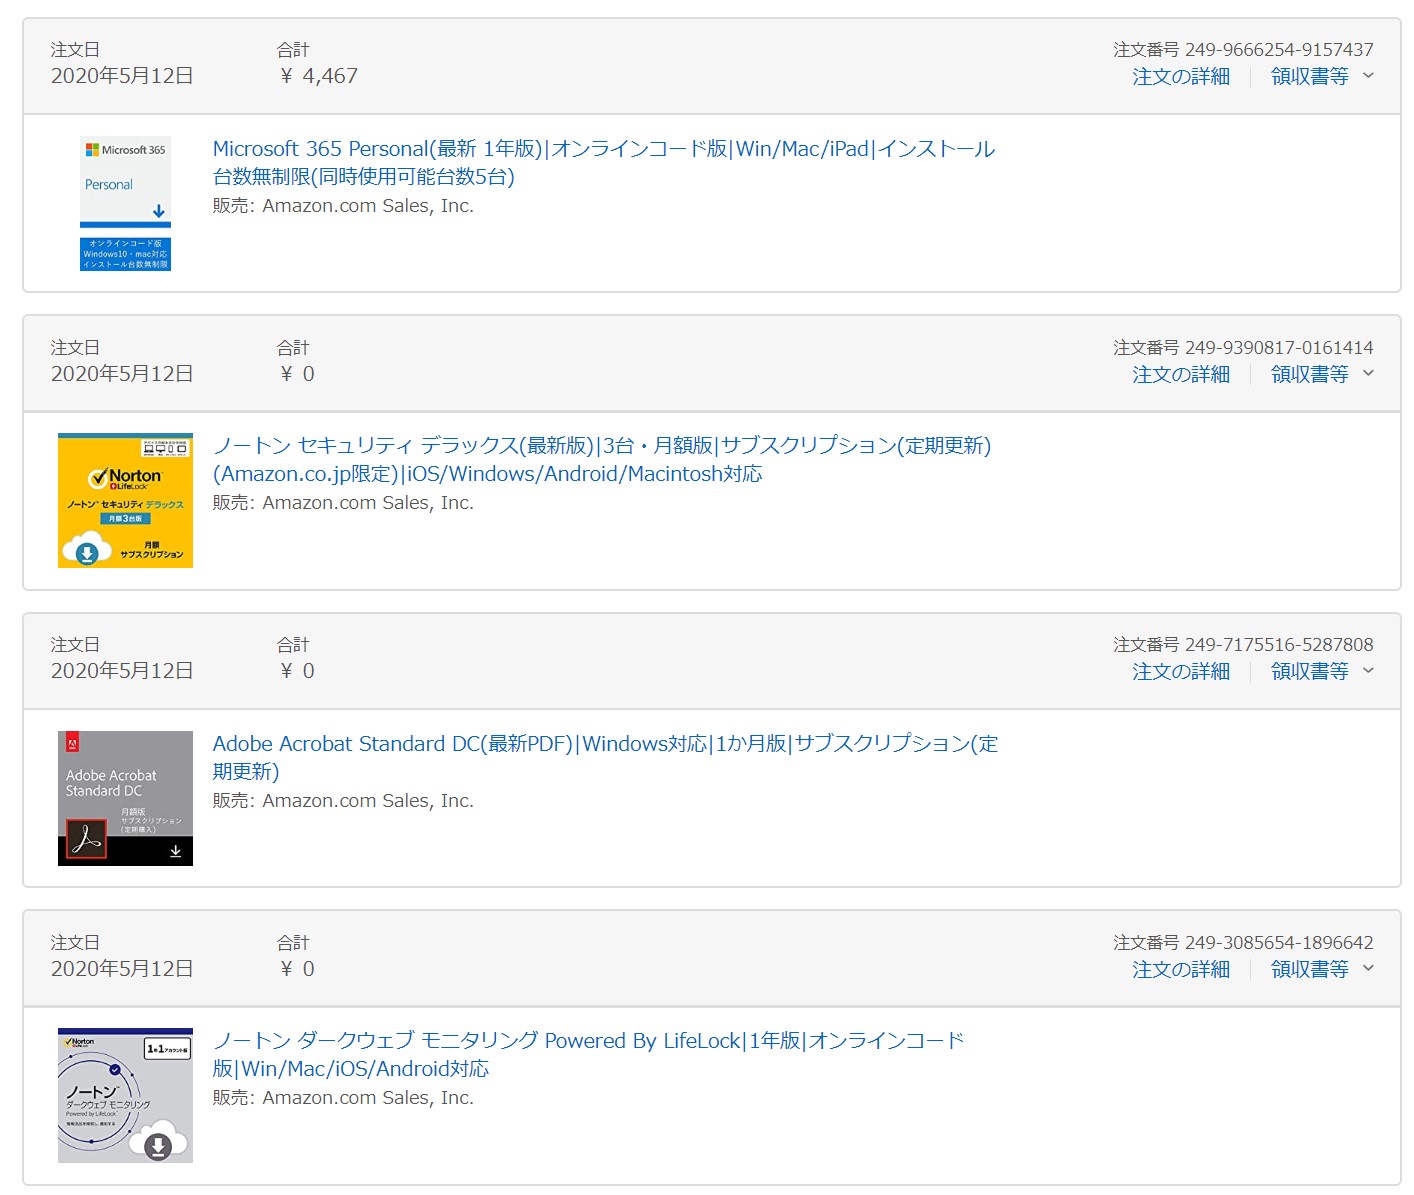 注文日
合計
注文番号 249-9666254-9157437
2020年5月12日
¥ 4,467
注文の詳細
領収書等
Microsoft 365
Personal
オンラインコード版
Windows10・mac対応
インストール台数無制限
Microsoft 365 Personal(最新 1年版)|オンラインコード版|Win/Mac/iPad|インストール
台数無制限(同時使用可能台数5台)
販売: Amazon.com Sales, Inc.
注文日
合計
注文番号 249-9390817-0161414
2020年5月12日
¥ 0
注文の詳細
領収書等
Norton
LifeLock
ノートン セキュリティ デラックス
月額3台版
月額
サブスクリプション
ノートン セキュリティ デラックス(最新版)|3台・月額版|サブスクリプション(定期更新)
(Amazon.co.jp限定)|iOS/Windows/Android/Macintosh対応
販売: Amazon.com Sales, Inc.
注文日
合計
注文番号 249-7175516-5287808
2020年5月12日
¥ 0
注文の詳細
領収書等
Adobe Acrobat
Standard DC
月額版
サブスクリプション
(定期購入)
Adobe Acrobat Standard DC(最新PDF)|Windows対応|1か月版|サブスクリプション(定
期更新)
販売: Amazon.com Sales, Inc.
注文日
合計
注文番号 249-3085654-1896642
2020年5月12日
¥ 0
注文の詳細
領収書等
Norton
1年1アカウント版
ノートン
ダークウェブ モニタリング
Powered by LifeLock
ノートン ダークウェブ モニタリング Powered By LifeLock|1年版|オンラインコード
版|Win/Mac/iOS/Android対応
販売: Amazon.com Sales, Inc.